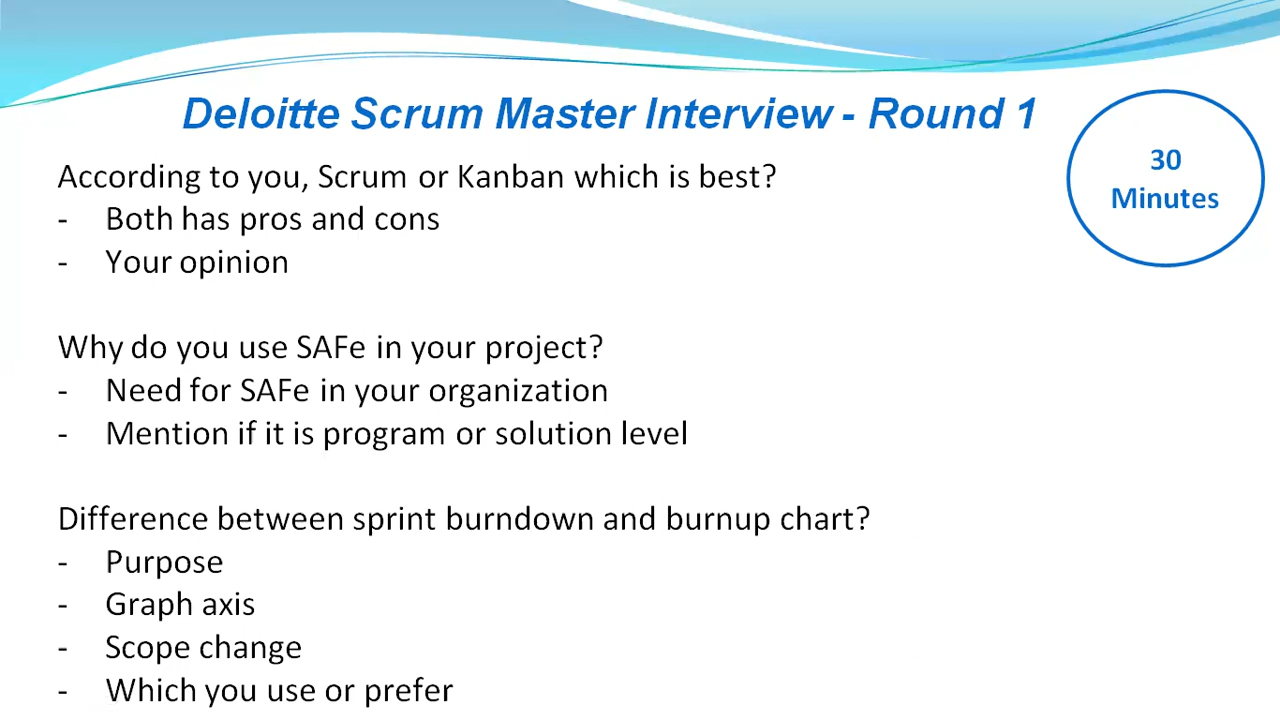 Deloitte Scrum Master Interview - Round 1
30
Minutes
According to you, Scrum or Kanban which is best?
- Both has pros and cons
- Your opinion
Why do you use SAFe in your project?
- Need for SAFe in your organization
- Mention if it is program or solution level
Difference between sprint burndown and burnup chart?
- Purpose
- Graph axis
- Scope change
- Which you use or prefer